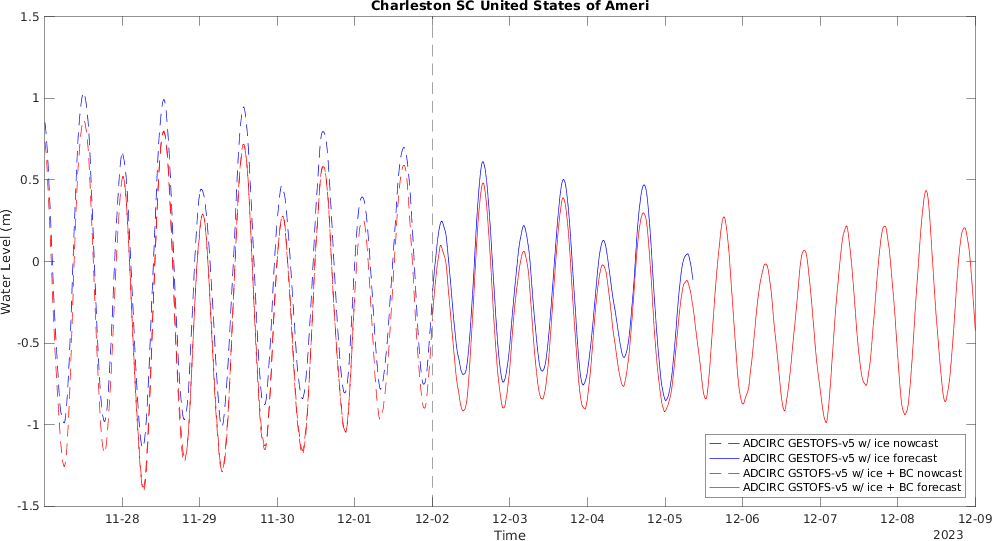 Charleston SC United States of Ameri
1.5
1
0.5
0
-0.5
-1
-1.5
Water Level (m)
11-28 11-29 11-30 12-01 12-02 12-03 12-04 12-05 12-06 12-07 12-08 12-09
Time
2023
ADCIRC GESTOFS-v5 w/ ice nowcast
ADCIRC GESTOFS-v5 w/ ice forecast
ADCIRC GSTOFS-v5 w/ ice + BC nowcast
ADCIRC GSTOFS-v5 w/ ice + BC forecast